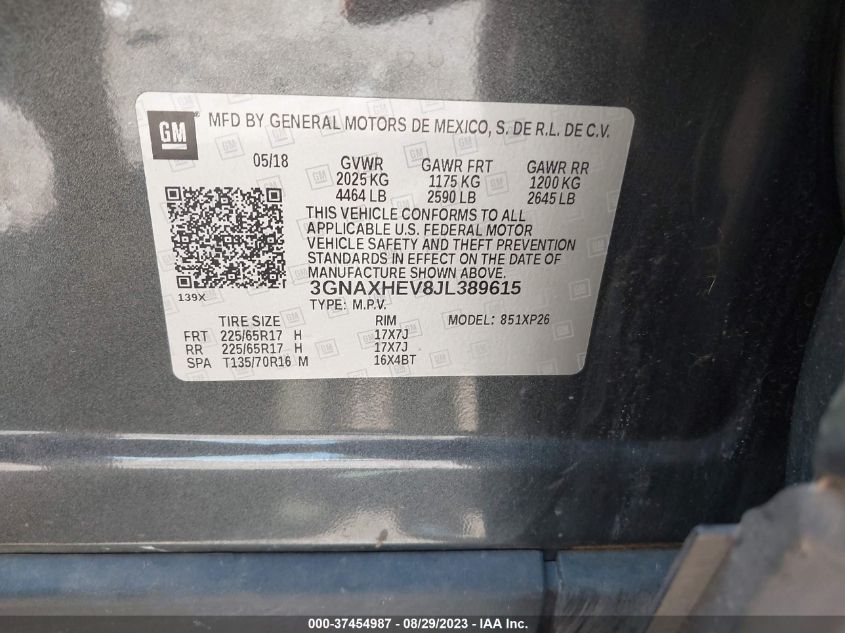 GM ® MFD BY GENERAL MOTORS DE MEXICO, S. DE R.L. DE C.V.
05/18 GVWR GAWR FRT GAWR RR
2025 KG 1175 KG 1200 KG
4464 LB 2590 LB 2645 LB
THIS VEHICLE CONFORMS TO ALL
APPLICABLE U.S. FEDERAL MOTOR
VEHICLE SAFETY AND THEFT PREVENTION
STANDARDS IN EFFECT ON THE DATE OF
MANUFACTURE SHOWN ABOVE.
139X
3GNAXHEV8JL389615
TYPE: M.P.V.
TIRE SIZE RIM MODEL: 851XP26
FRT 225/65R17 H 17X7J
RR 225/65R17 H 17X7J
SPA T135/70R16 M 16X4BT
000-37454987 - 08/29/2023 - © IAA Inc.